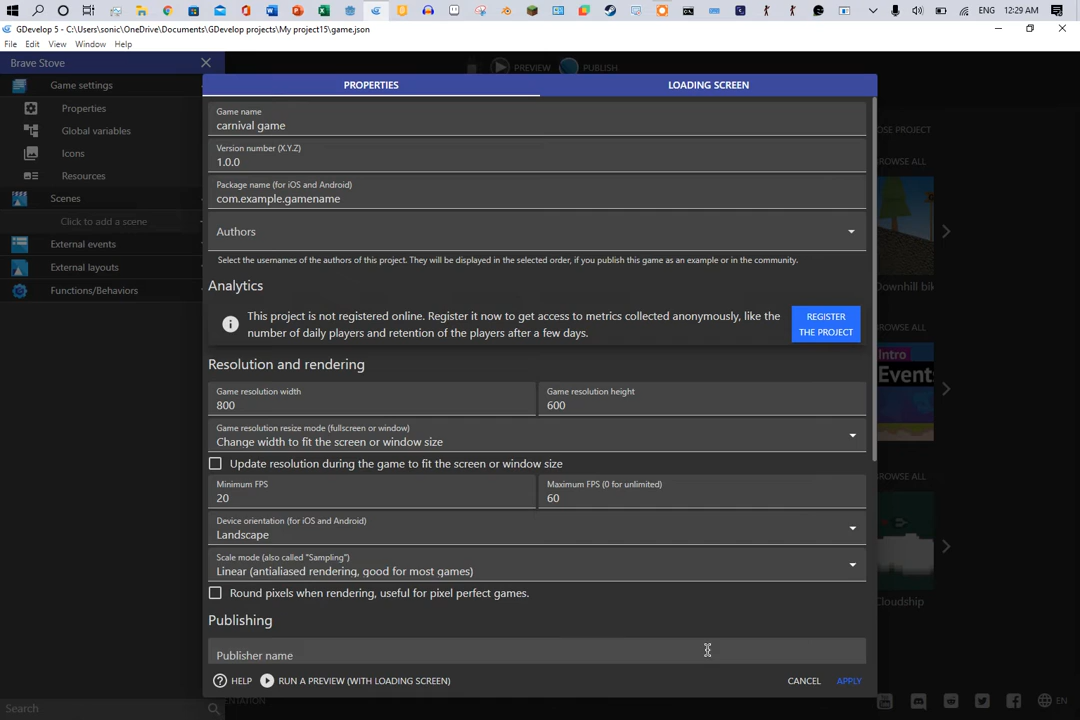 ENG 12:29 AM
GDevelop 5 - C:\Users\sonic\OneDrive\Documents\GDevelop projects\My project15\game.json
File Edit View Window
Brave Stove
PREVIEW PUBLISH
Game settings
Properties
Global variables
Icons
Resources
Scenes
Click to add a scene
External events
External layouts
Functions/Behaviors
Search
PROPERTIES LOADING SCREEN
Game name
carnival game
Version number (X.Y.Z)
1.0.0
Package name (for iOS and Android)
com.example.gamename
Authors
Select the usernames of the authors of this project. They will be displayed in the selected order, if you publish this game as an example or in the community.
Analytics
This project is not registered online. Register it now to get access to metrics collected anonymously, like the
number of daily players and retention of the players after a few days.
REGISTER
THE PROJECT
Resolution and rendering
Game resolution width Game resolution height
800 600
Game resolution resize mode (fullscreen or window)
Change width to fit the screen or window size
Update resolution during the game to fit the screen or window size
Minimum FPS Maximum FPS (0 for unlimited)
20 60
Device orientation (for iOS and Android)
Landscape
Scale mode (also called "Sampling")
Linear (antialiased rendering, good for most games)
Round pixels when rendering, useful for pixel perfect games.
Publishing
Publisher name
HELP RUN A PREVIEW (WITH LOADING SCREEN) CANCEL APPLY
OSE PROJECT
ROWSE ALL
Downhill bik
ROWSE ALL
Intro
Event
ROWSE ALL
Cloudship
ENTATION
EN